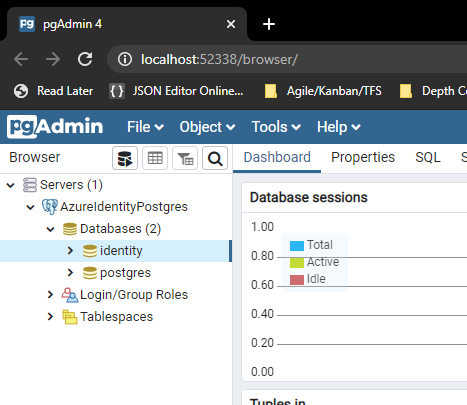 pg pgAdmin 4
localhost:52338/browser/
Read Later { } JSON Editor Online... Agile/Kanban/TFS Depth
pgAdmin File Object Tools Help
Browser Dashboard Properties SQL
Servers (1)
AzureIdentityPostgres
Databases (2)
identity
postgres
Login/Group Roles
Tablespaces
Database sessions
1.00
Total
0.80
Active
Idle
0.60
0.40
0.20
0.00
Tuples in